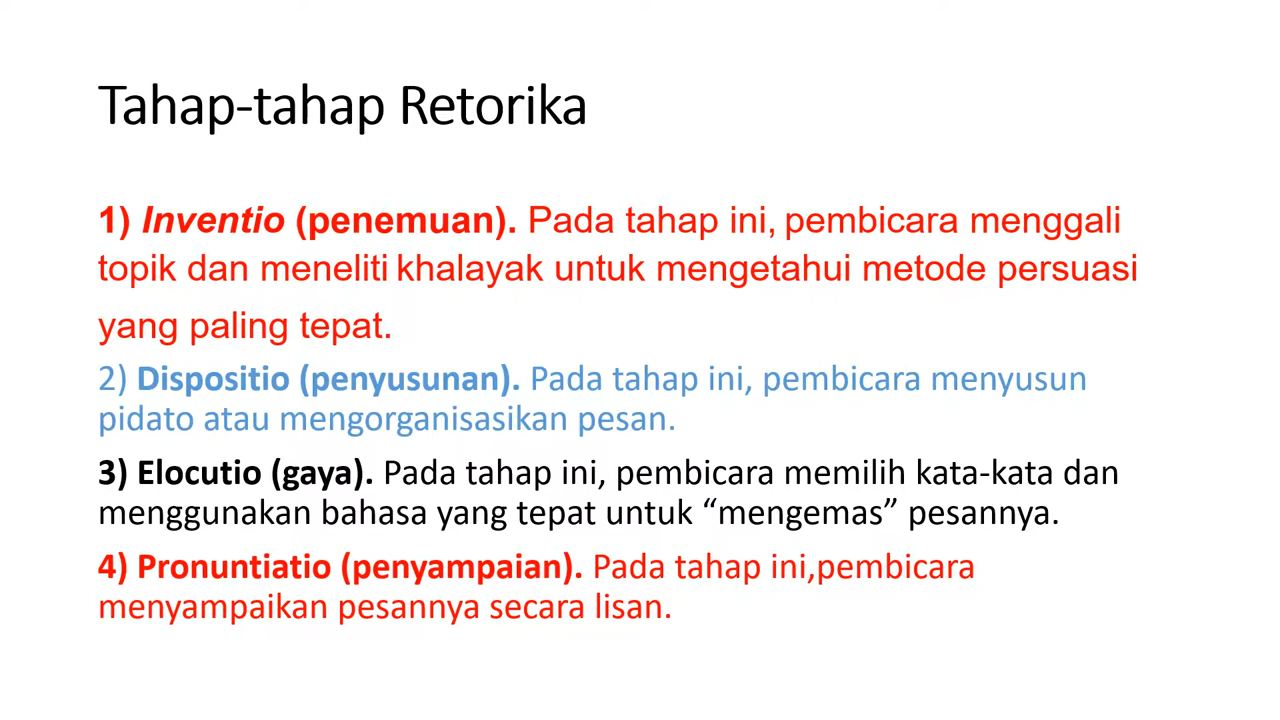 Tahap-tahap Retorika
1) Inventio (penemuan). Pada tahap ini, pembicara menggali
topik dan meneliti khalayak untuk mengetahui metode persuasi
yang paling tepat.
2) Dispositio (penyusunan). Pada tahap ini, pembicara menyusun
pidato atau mengorganisasikan pesan.
3) Elocutio (gaya). Pada tahap ini, pembicara memilih kata-kata dan
menggunakan bahasa yang tepat untuk “mengemas” pesannya.
4) Pronuntiatio (penyampaian). Pada tahap ini,pembicara
menyampaikan pesannya secara lisan.